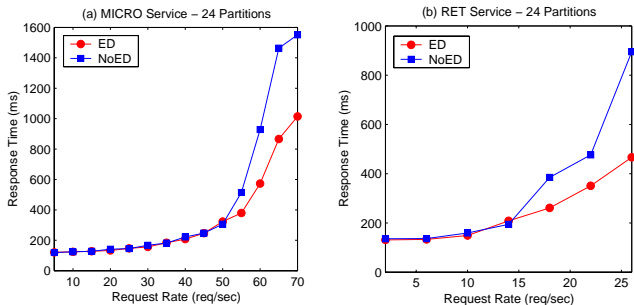 (a) MICRO Service − 24 Partitions
1600
1400
1200
1000
800
600
400
200
0
10 20 30 40 50 60 70
Request Rate (req/sec)
Response Time (ms)
ED
NoED
(b) RET Service − 24 Partitions
1000
800
600
400
200
0
5 10 15 20 25
Request Rate (req/sec)
Response Time (ms)
ED
NoED